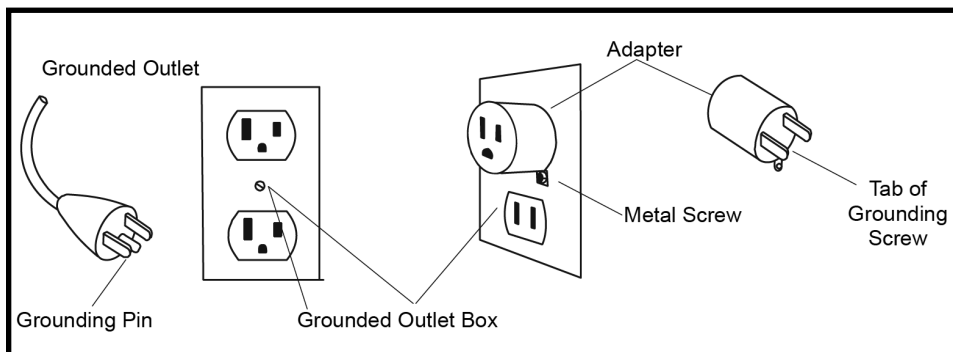 Grounded Outlet
Adapter
Metal Screw
Tab of
Grounding
Screw
Grounding Pin
Grounded Outlet Box